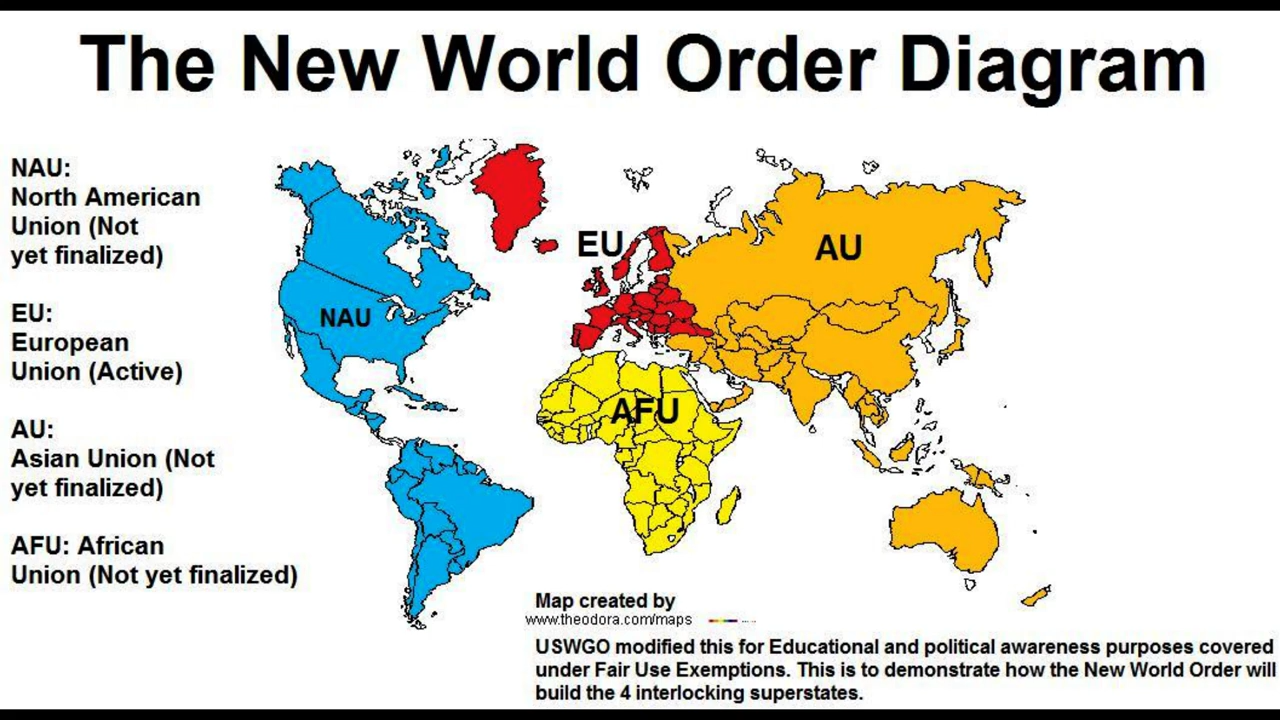 The New World Order Diagram
NAU:
North American
Union (Not
yet finalized)
EU:
European
Union (Active)
AU:
Asian Union (Not
yet finalized)
AFU: African
Union (Not yet finalized)
NAU
EU
AU
AFU
Map created by
www.theodora.com/maps
USWGO modified this for Educational and political awareness purposes covered
under Fair Use Exemptions. This is to demonstrate how the New World Order will
build the 4 interlocking superstates.